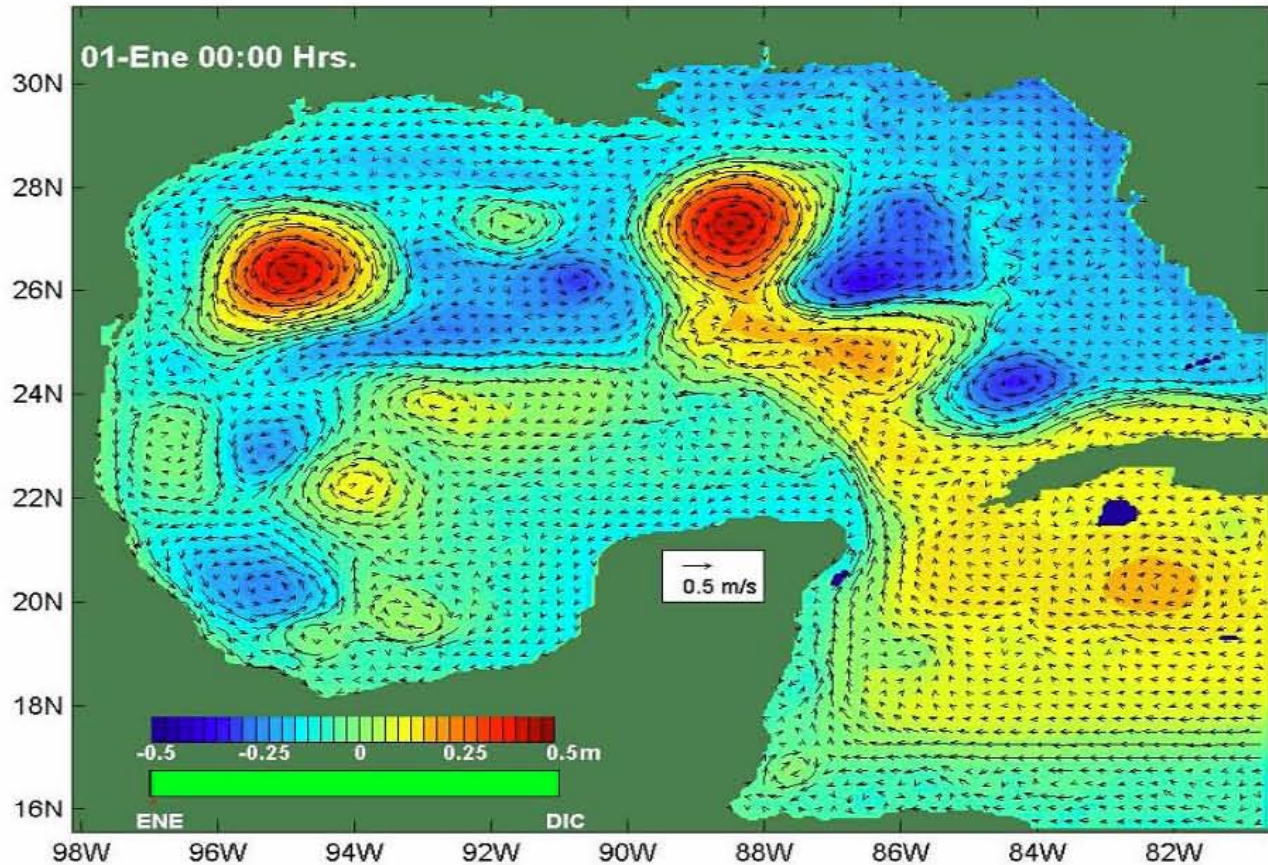 01-Ene 00:00 Hrs.
30N
28N
26N
24N
22N
20N
18N
16N
0.5 m/s
-0.5 -0.25 0 0.25 0.5m
ENE DIC
98W 96W 94W 92W 90W 88W 86W 84W 82W